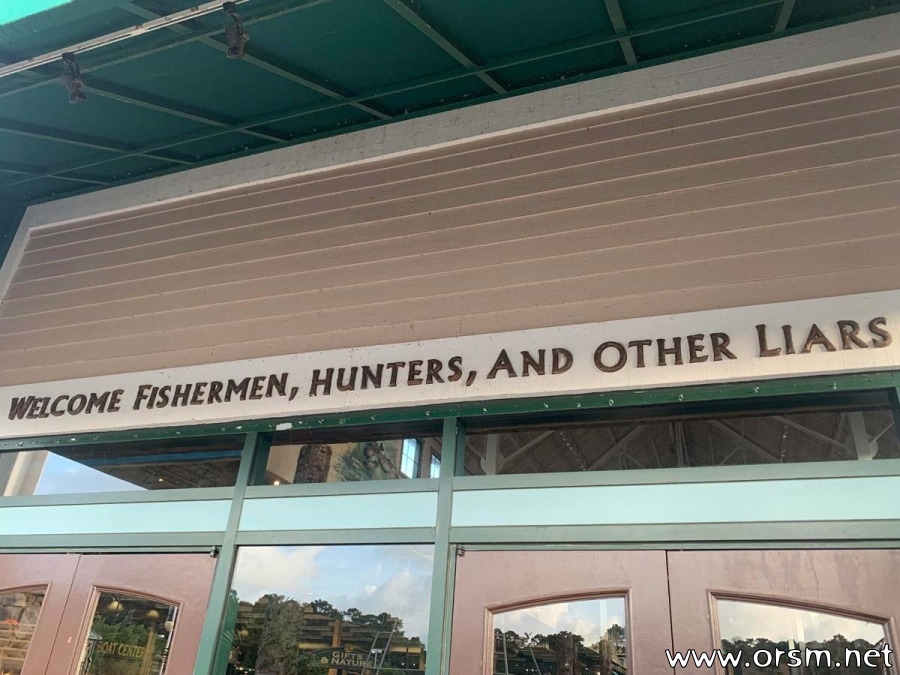 WELCOME FISHERMEN, HUNTERS, AND OTHER LIARS
BOAT CENTER
GIFTS
& NATURE
www.orsm.net